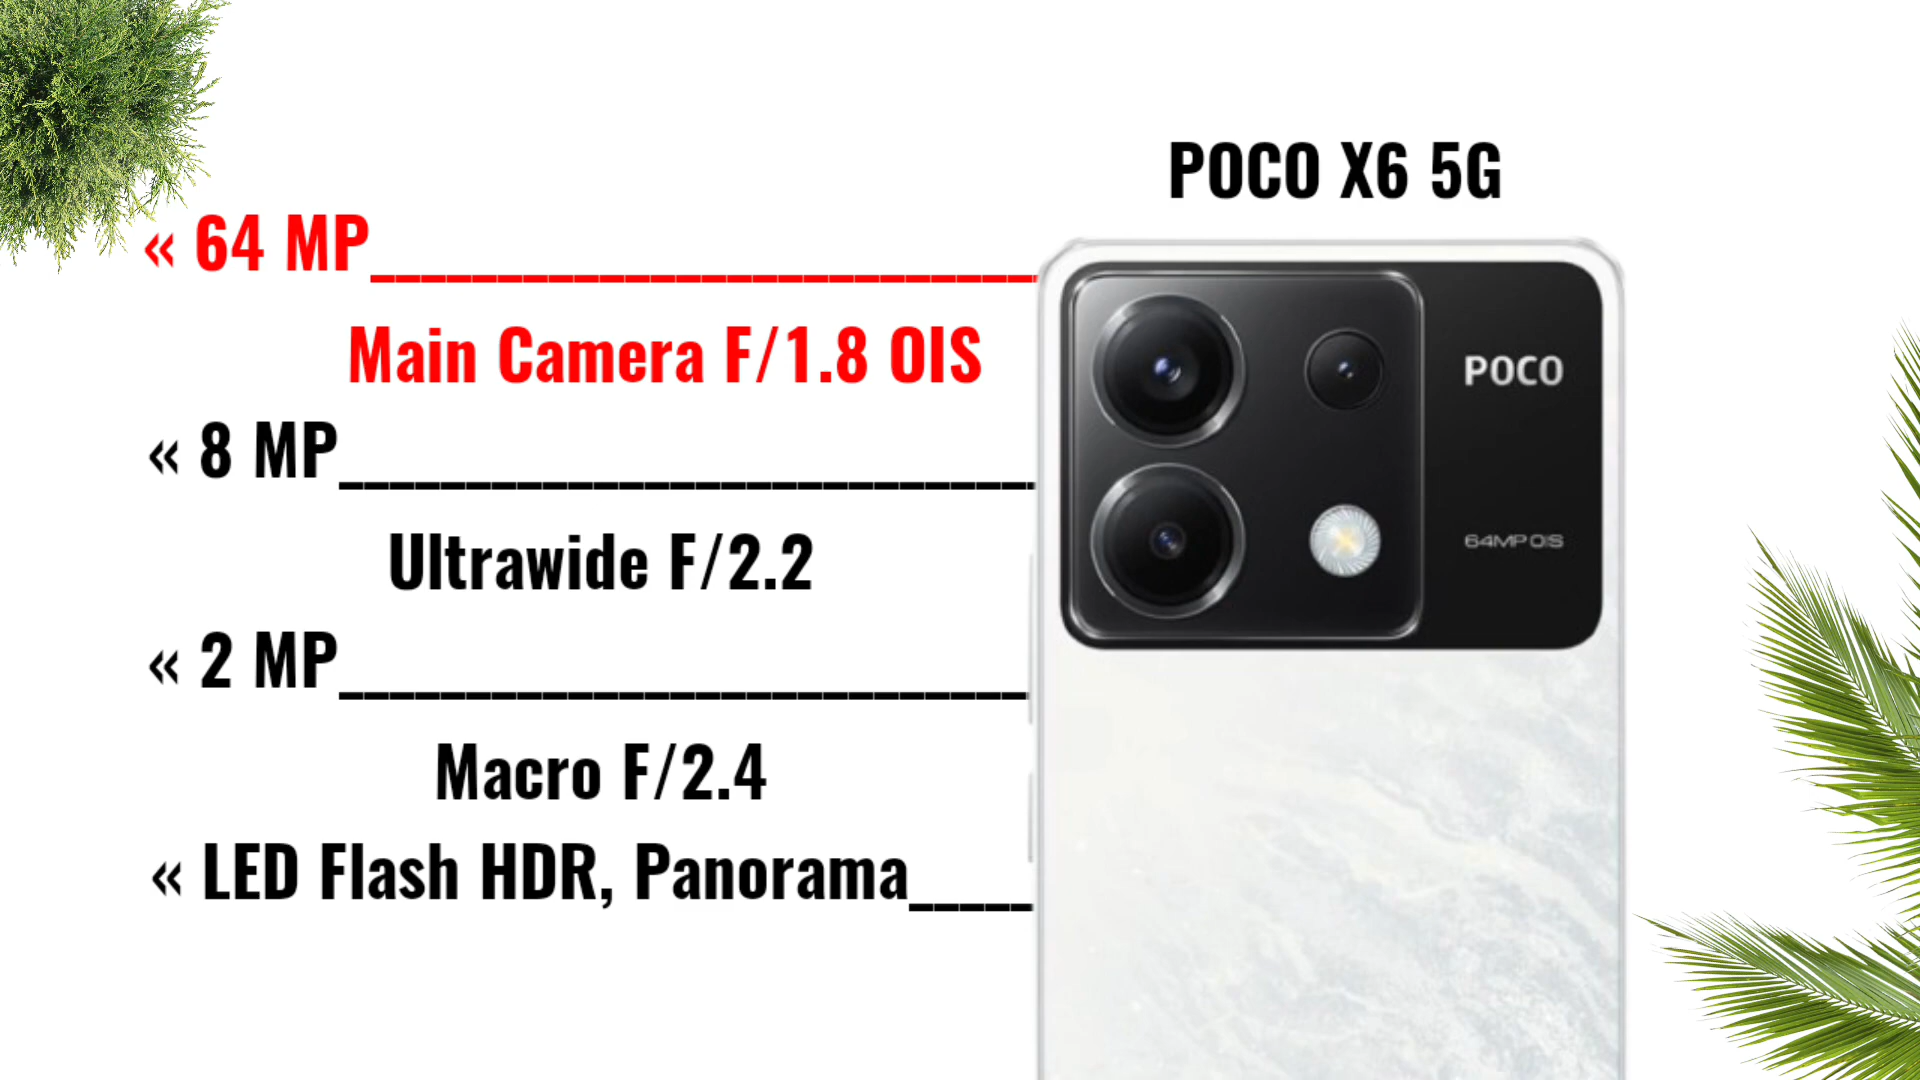 POCO X6 5G
« 64 MP
Main Camera F/1.8 OIS
« 8 MP
Ultrawide F/2.2
« 2 MP
Macro F/2.4
« LED Flash HDR, Panorama
POCO
64MP OIS